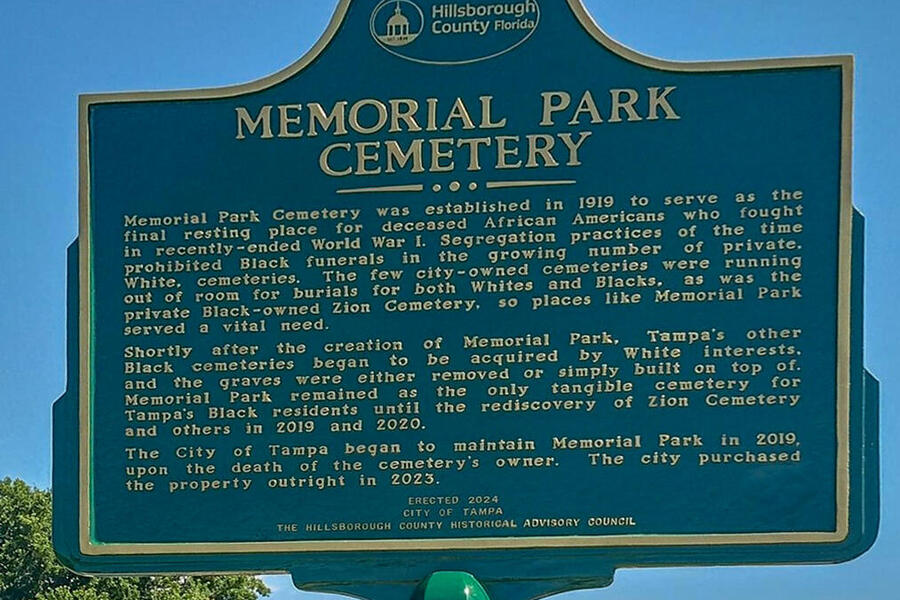 Hillsborough
County Florida
MEMORIAL PARK
CEMETERY
Memorial Park Cemetery was established in 1919 to serve as the
final resting place for deceased African Americans who fought
in recently-ended World War I. Segregation practices of the time
prohibited Black funerals in the growing number of private,
White, cemeteries. The few city-owned cemeteries were running
out of room for burials for both Whites and Blacks, as was the
private Black-owned Zion Cemetery, so places like Memorial Park
served a vital need.
Shortly after the creation of Memorial Park, Tampa's other
Black cemeteries began to be acquired by White interests,
and the graves were either removed or simply built on top of.
Memorial Park remained as the only tangible cemetery for
Tampa's Black residents until the rediscovery of Zion Cemetery
and others in 2019 and 2020.
The City of Tampa began to maintain Memorial Park in 2019,
upon the death of the cemetery's owner. The city purchased
the property outright in 2023.
ERECTED 2024
CITY OF TAMPA
THE HILLSBOROUGH COUNTY HISTORICAL ADVISORY COUNCIL